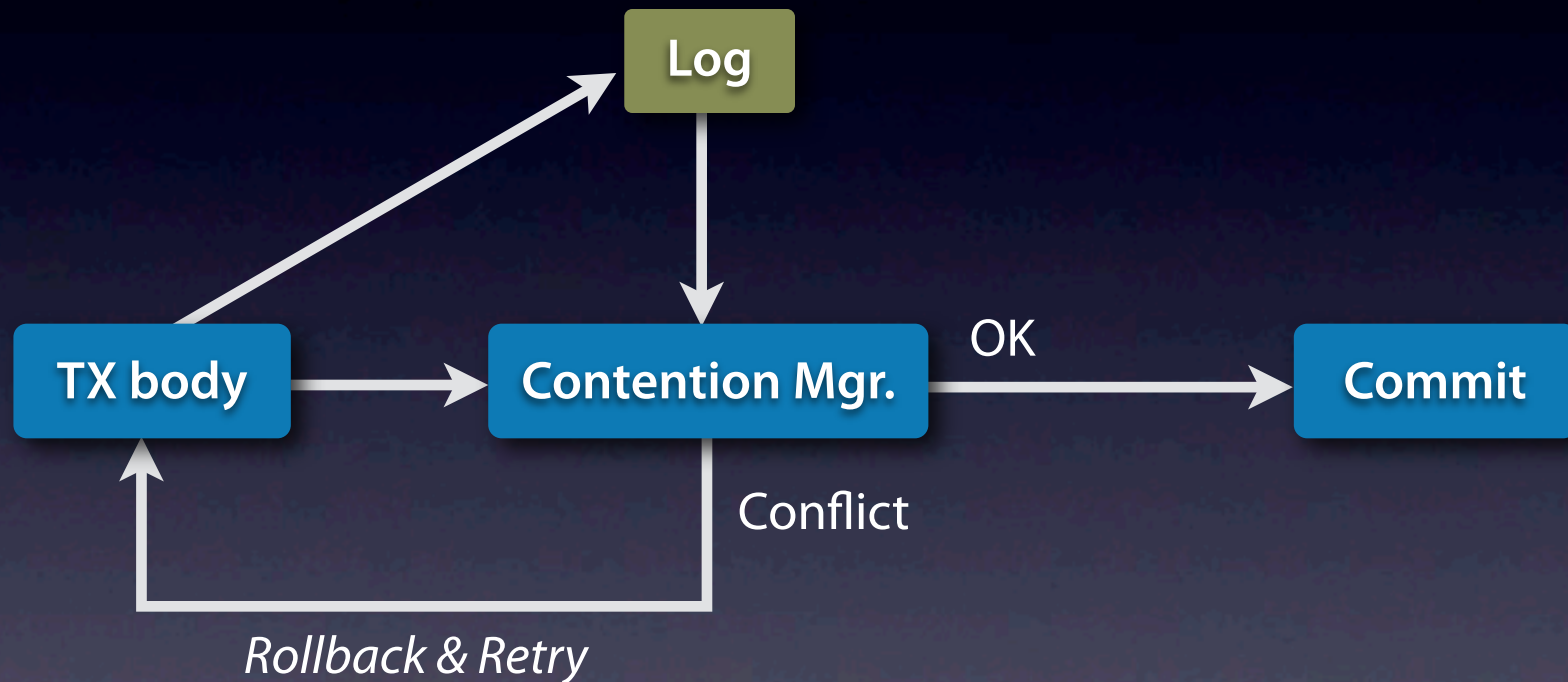 Log
TX body
Contention Mgr.
OK
Commit
Conflict
Rollback & Retry